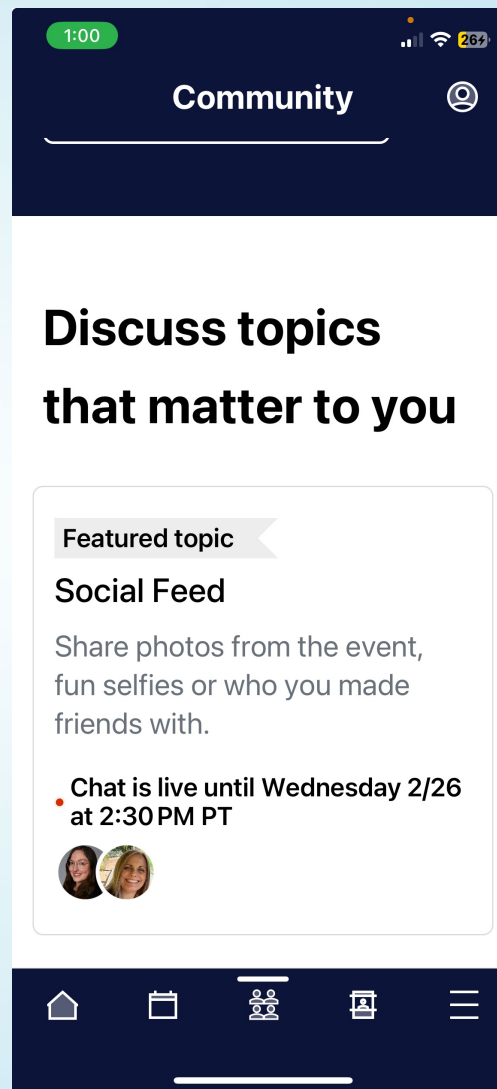 1:00
26
Community
Discuss topics
that matter to you
Featured topic
Social Feed
Share photos from the event,
fun selfies or who you made
friends with.
Chat is live until Wednesday 2/26
at 2:30 PM PT